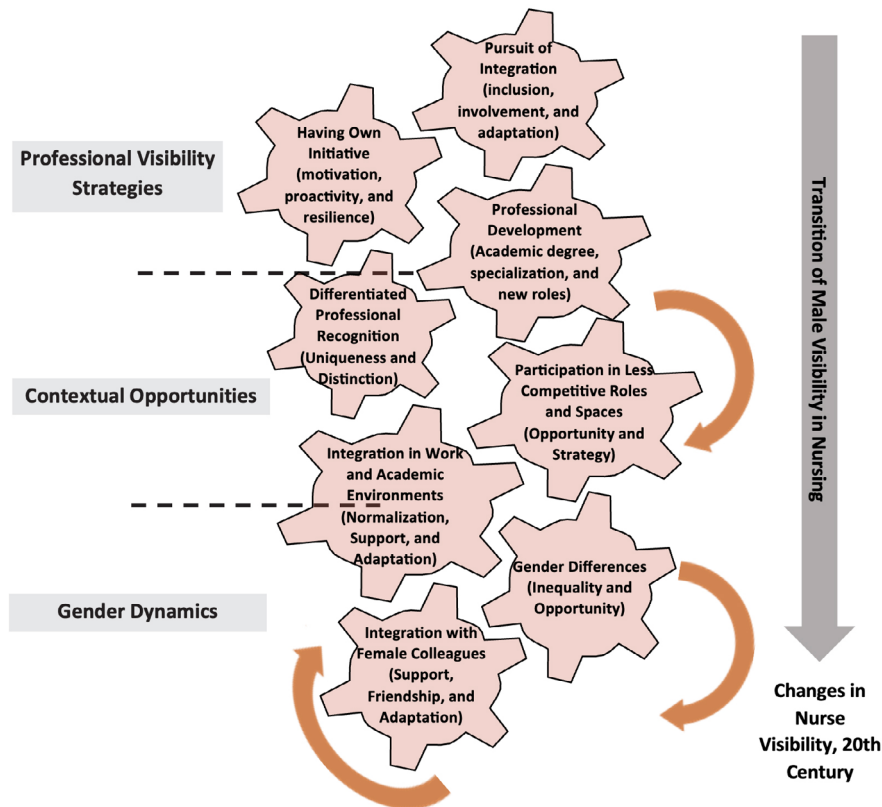 Pursuit of
Integration
(inclusion,
involvement, and
adaptation)
Having Own
Initiative
(motivation,
proactivity, and
resilience)
Professional Visibility
Strategies
Professional
Development
(Academic degree,
specialization, and
new roles)
Differentiated
Professional
Recognition
(Uniqueness and
Distinction)
Contextual Opportunities
Participation in Less
Competitive Roles
and Spaces
(Opportunity and
Strategy)
Integration in Work
and Academic
Environments
(Normalization,
Support, and
Adaptation)
Gender Differences
(Inequality and
Opportunity)
Gender Dynamics
Integration with
Female Colleagues
(Support,
Friendship, and
Adaptation)
Transition of Male Visibility in Nursing
Changes in
Nurse
Visibility, 20th
Century